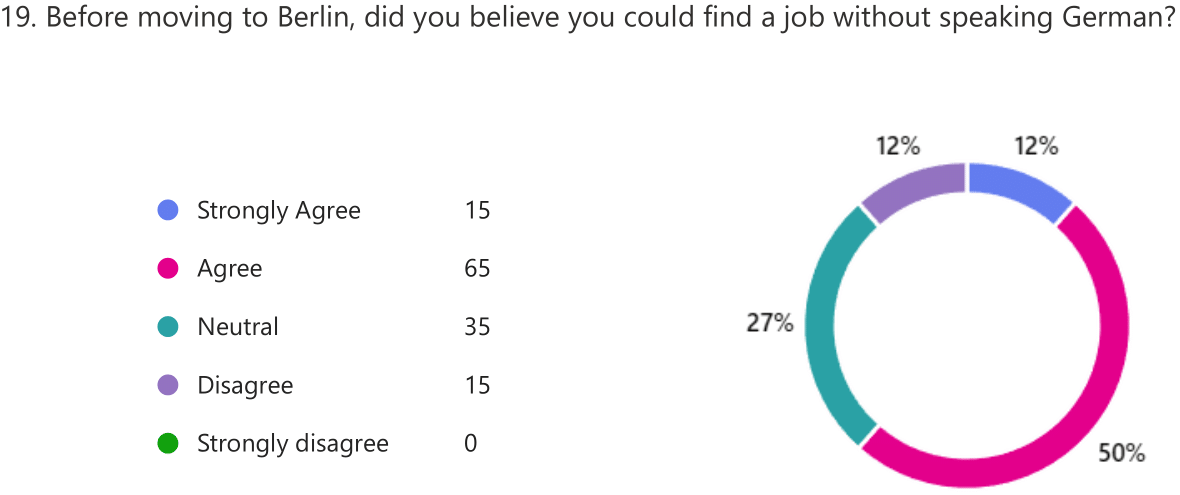 19. Before moving to Berlin, did you believe you could find a job without speaking German?
12% 12%
Strongly Agree 15
Agree 65
Neutral 35
27%
Disagree 15
Strongly disagree 0
50%